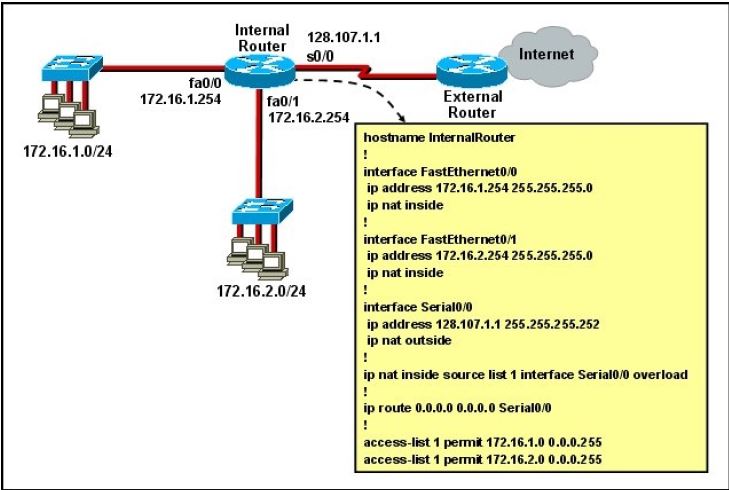 Internal
Router
128.107.1.1
s0/0
Internet
fa0/0
172.16.1.254
fa0/1
172.16.2.254
External
Router
172.16.1.0/24
172.16.2.0/24
hostname InternalRouter
!
interface FastEthernet0/0
ip address 172.16.1.254 255.255.255.0
ip nat inside
!
interface FastEthernet0/1
ip address 172.16.2.254 255.255.255.0
ip nat inside
!
interface Serial0/0
ip address 128.107.1.1 255.255.255.252
ip nat outside
!
ip nat inside source list 1 interface Serial0/0 overload
!
ip route 0.0.0.0 0.0.0.0 Serial0/0
!
access-list 1 permit 172.16.1.0 0.0.0.255
access-list 1 permit 172.16.2.0 0.0.0.255